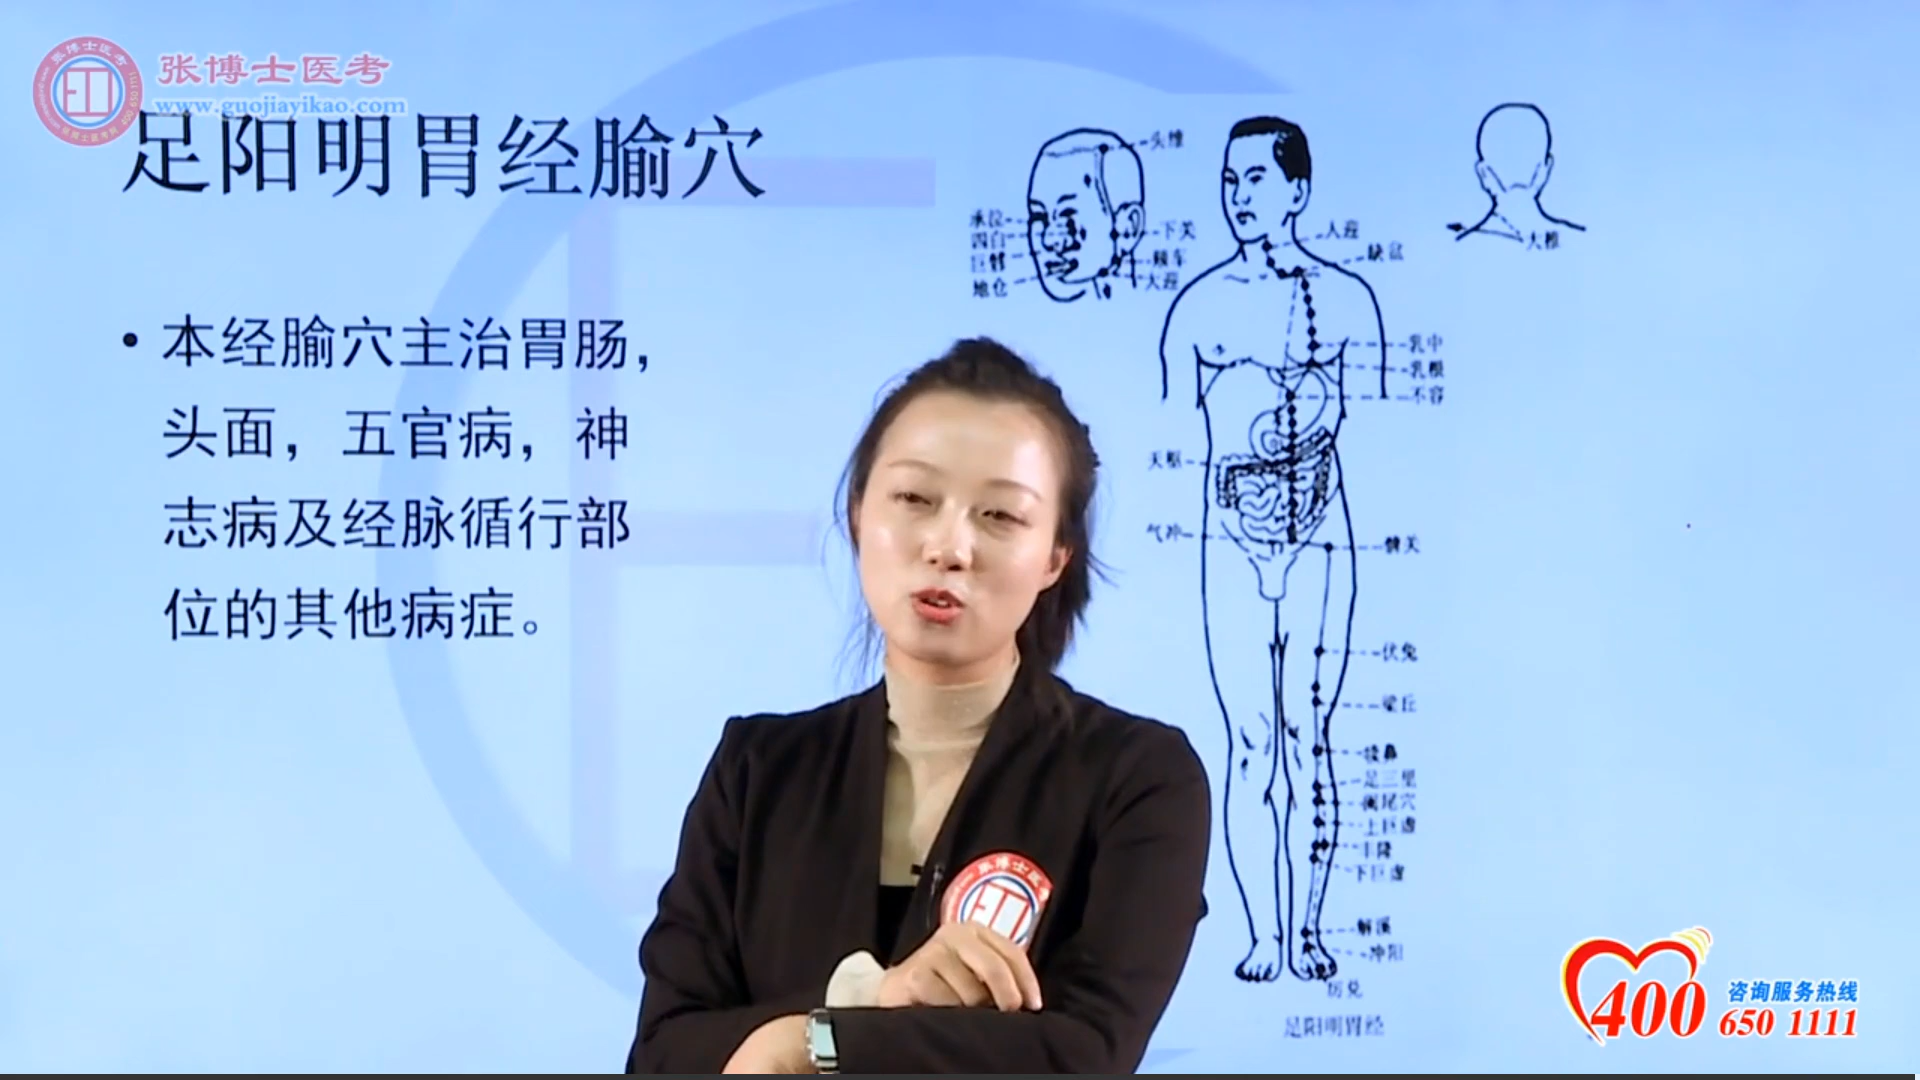 张博士医考
www.guojiayikao.com
足阳明胃经腧穴
• 本经腧穴主治胃肠，
头面，五官病，神
志病及经脉循行部
位的其他病症。
头维
承泣
四白
巨髎
地仓
下关
颊车
大迎
人迎
缺盆
大椎
乳中
乳根
不容
天枢
气冲
髀关
伏兔
梁丘
犊鼻
足三里
阑尾穴
上巨虚
丰隆
下巨虚
解溪
冲阳
厉兑
足阳明胃经
张博士医考
400 咨询服务热线
650 1111